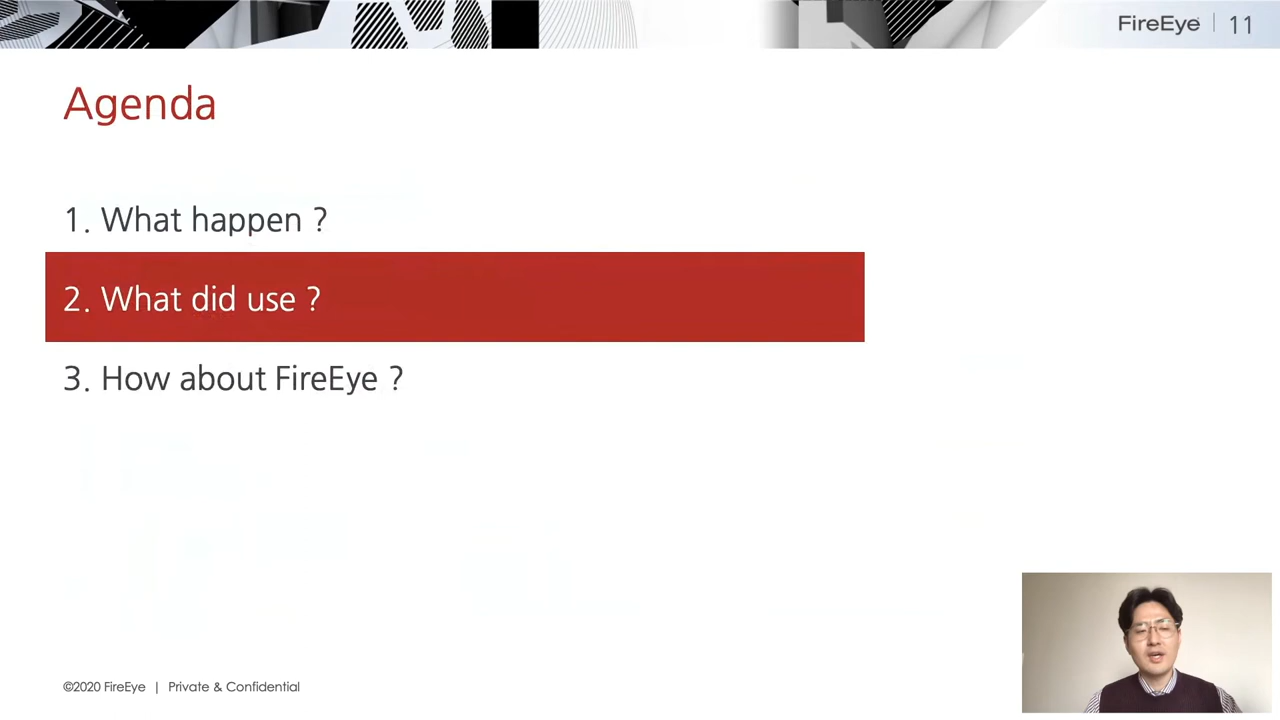 FireEye | 11
Agenda
1. What happen ?
2. What did use ?
3. How about FireEye ?
©2020 FireEye | Private & Confidential